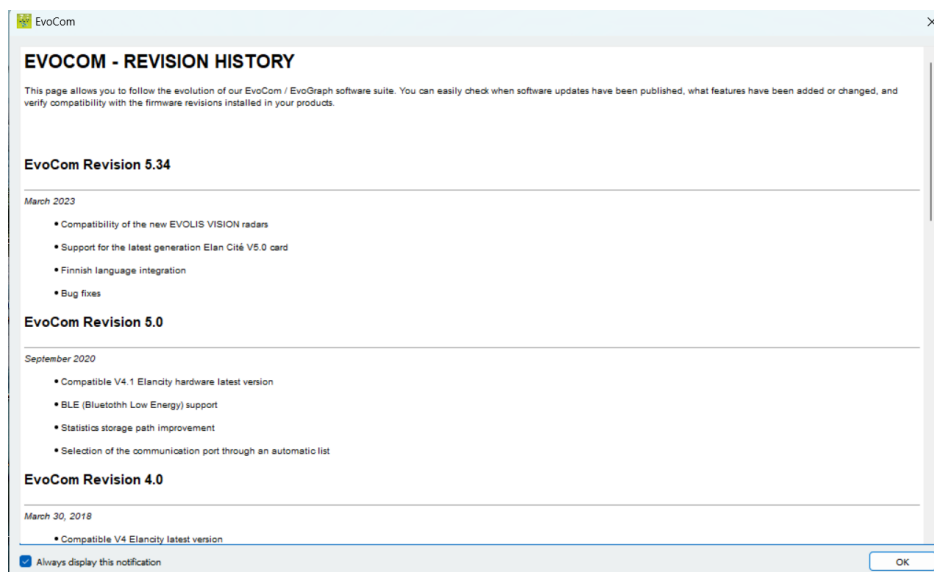 EvoCom
EVOCOM - REVISION HISTORY
This page allows you to follow the evolution of our EvoCom / EvoGraph software suite. You can easily check when software updates have been published, what features have been added or changed, and
verify compatibility with the firmware revisions installed in your products.
EvoCom Revision 5.34
March 2023
• Compatibility of the new EVOLIS VISION radars
• Support for the latest generation Elan Cité V5.0 card
• Finnish language integration
• Bug fixes
EvoCom Revision 5.0
September 2020
• Compatible V4.1 Elancity hardware latest version
• BLE (Bluetothh Low Energy) support
• Statistics storage path improvement
• Selection of the communication port through an automatic list
EvoCom Revision 4.0
March 30, 2018
• Compatible V4 Elancity latest version
Always display this notification
OK